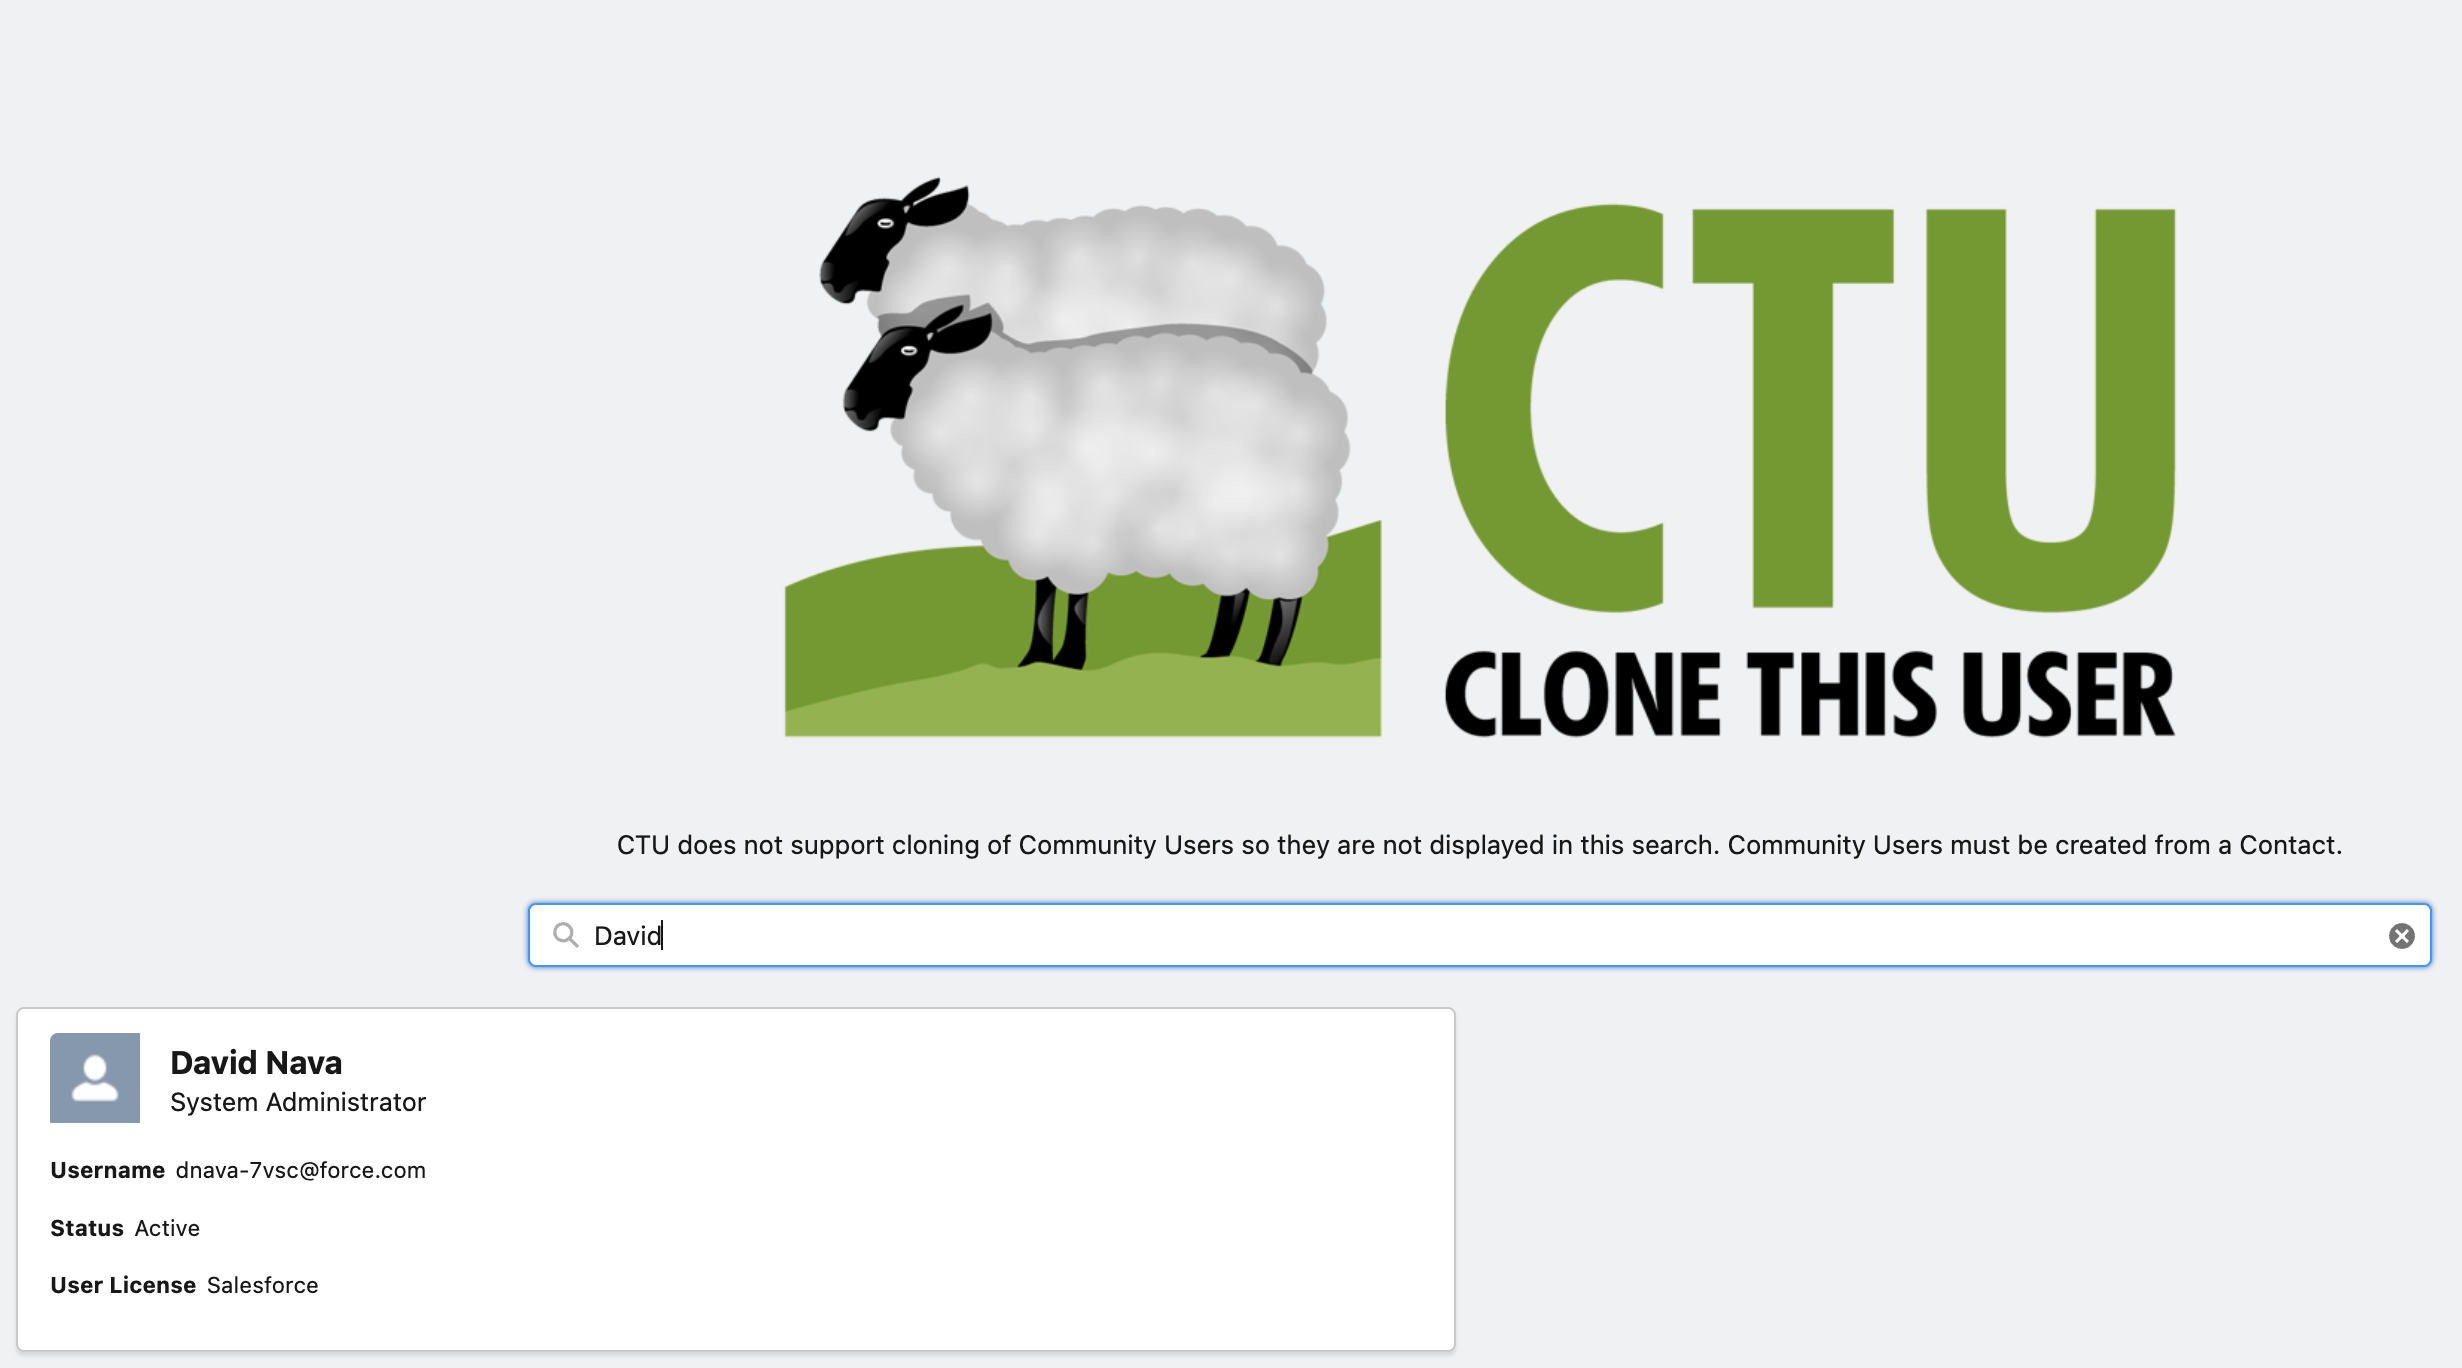 CTU
CLONE THIS USER
CTU does not support cloning of Community Users so they are not displayed in this search. Community Users must be created from a Contact.
David
David Nava
System Administrator
Username dnava-7vsc@force.com
Status Active
User License Salesforce